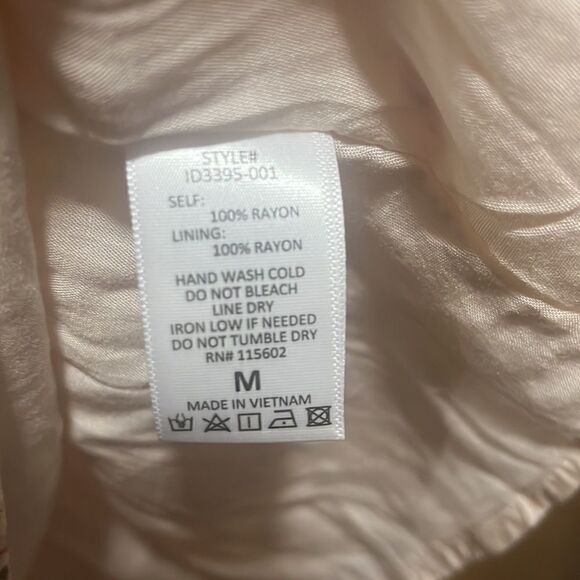 STYLE#
ID3395-001
SELF:
100% RAYON
LINING:
100% RAYON
HAND WASH COLD
DO NOT BLEACH
LINE DRY
IRON LOW IF NEEDED
DO NOT TUMBLE DRY
RN# 115602
M
MADE IN VIETNAM